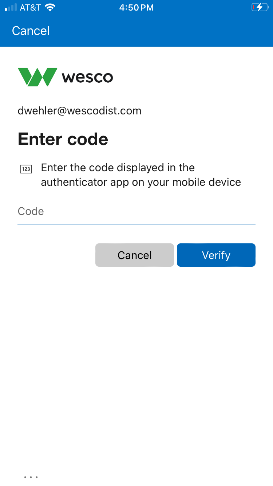 AT&T 4:50 PM
Cancel
wesco
dwehler@wescodist.com
Enter code
123 Enter the code displayed in the
authenticator app on your mobile device
Code
Cancel Verify
...